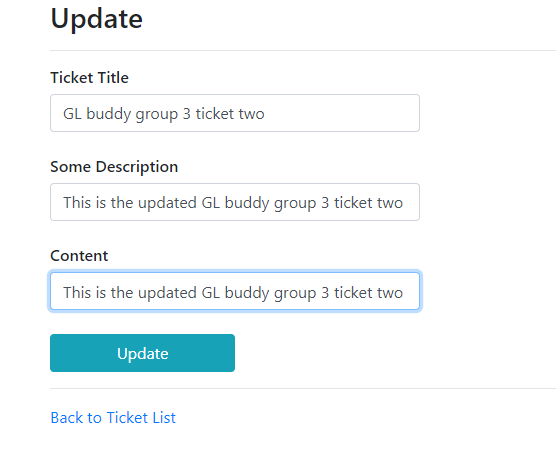 Update
Ticket Title
GL buddy group 3 ticket two
Some Description
This is the updated GL buddy group 3 ticket two
Content
This is the updated GL buddy group 3 ticket two
Update
Back to Ticket List